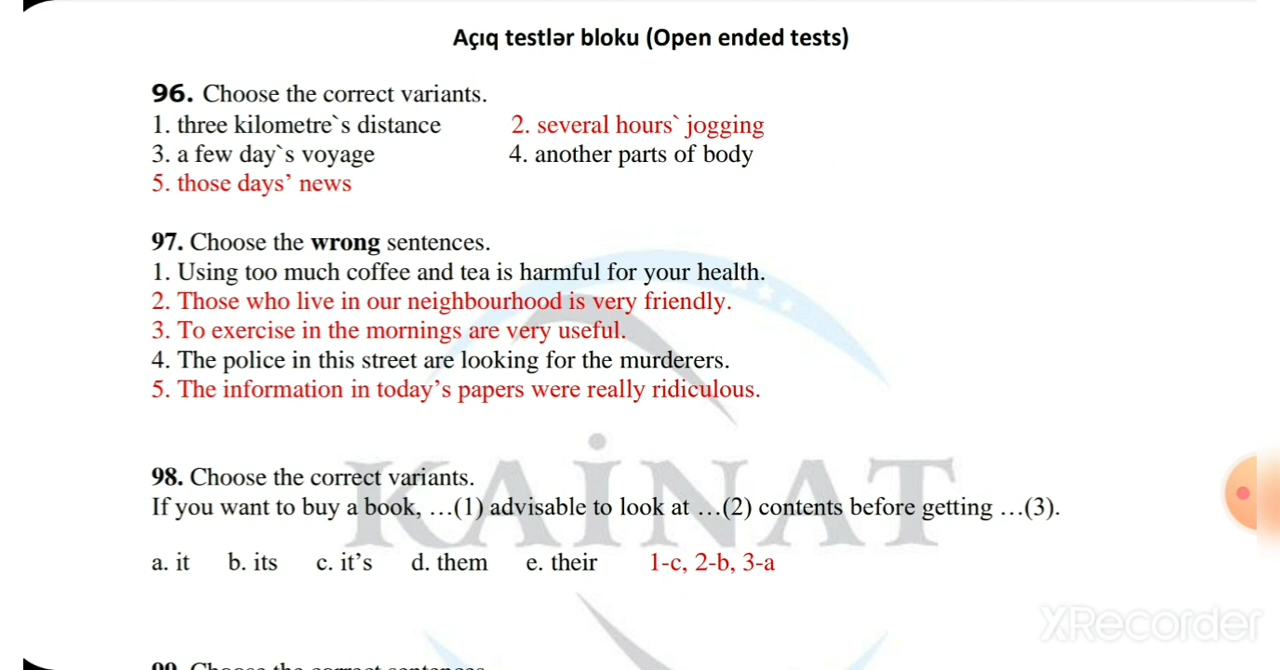 Açıq testlər bloku (Open ended tests)
96. Choose the correct variants.
1. three kilometre`s distance 2. several hours` jogging
3. a few day`s voyage 4. another parts of body
5. those days’ news
97. Choose the wrong sentences.
1. Using too much coffee and tea is harmful for your health.
2. Those who live in our neighbourhood is very friendly.
3. To exercise in the mornings are very useful.
4. The police in this street are looking for the murderers.
5. The information in today’s papers were really ridiculous.
KAİNAT
98. Choose the correct variants.
If you want to buy a book, …(1) advisable to look at …(2) contents before getting …(3).
a. it b. its c. it’s d. them e. their 1-c, 2-b, 3-a
XRecorder
99. Choose the correct sentences.